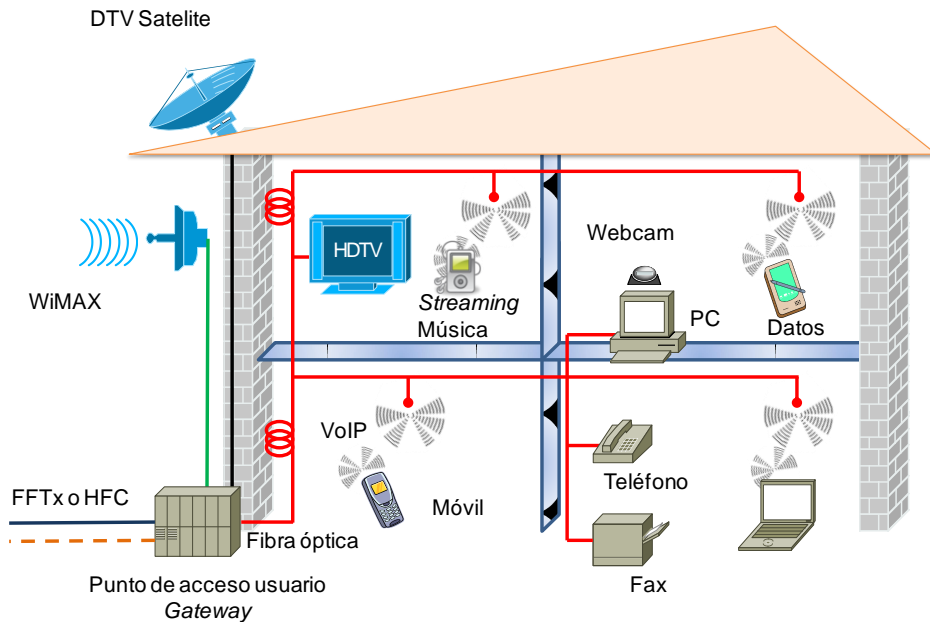 DTV Satelite
HDTV
Webcam
WiMAX
Streaming
Música
PC
Datos
VoIP
Móvil
Teléfono
FFTx o HFC
Fibra óptica
Punto de acceso usuario
Gateway
Fax